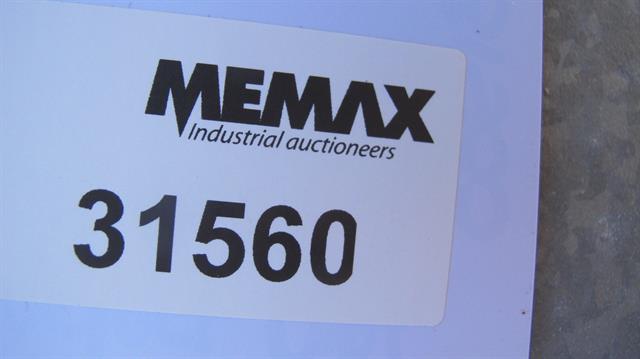 MEMAX
Industrial auctioneers
31560